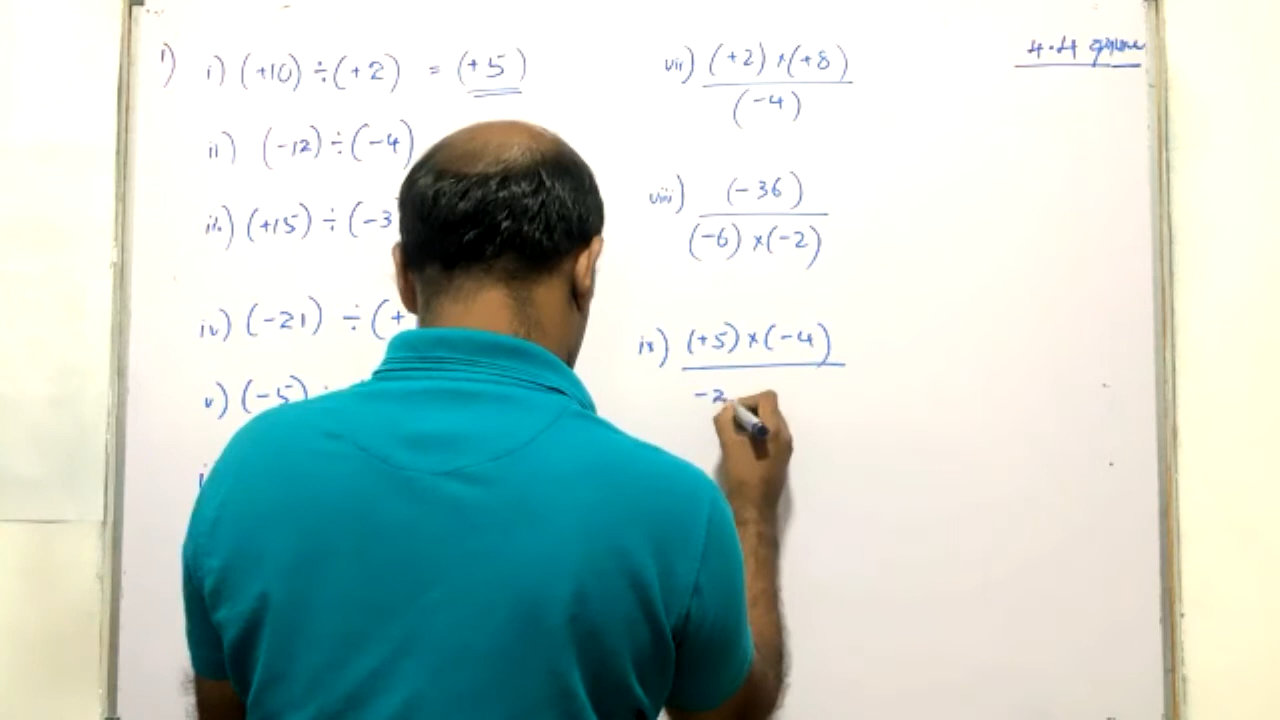 4.4
1) i) (+10) ÷ (+2) = (+5)
ii) (-12) ÷ (-4)
iii) (+15) ÷ (-3
iv) (-21) ÷ (+
v) (-5)
vii) (+2) × (+8)
(-4)
viii) (-36)
(-6) × (-2)
ix) (+5) × (-4)
-2